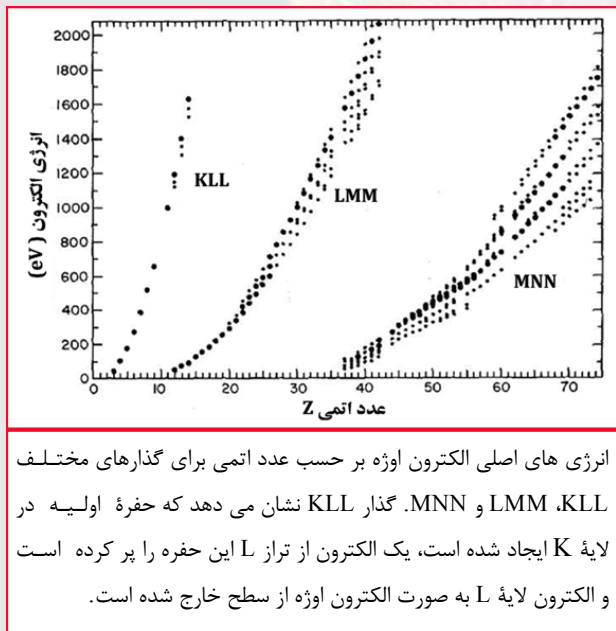 2000
1800
1600
1400
1200
1000
800
600
400
200
0
انرژی الکترون (eV)
KLL
LMM
MNN
0 10 20 30 40 50 60 70
عدد اتمی Z
انرژی های اصلی الکترون اوژه بر حسب عدد اتمی برای گذارهای مختلف
KLL، LMM و MNN. گذار KLL نشان می دهد که حفرهٔ اولیه در
لایهٔ K ایجاد شده است، یک الکترون از تراز L این حفره را پر کرده است
و الکترون لایهٔ L به صورت الکترون اوژه از سطح خارج شده است.